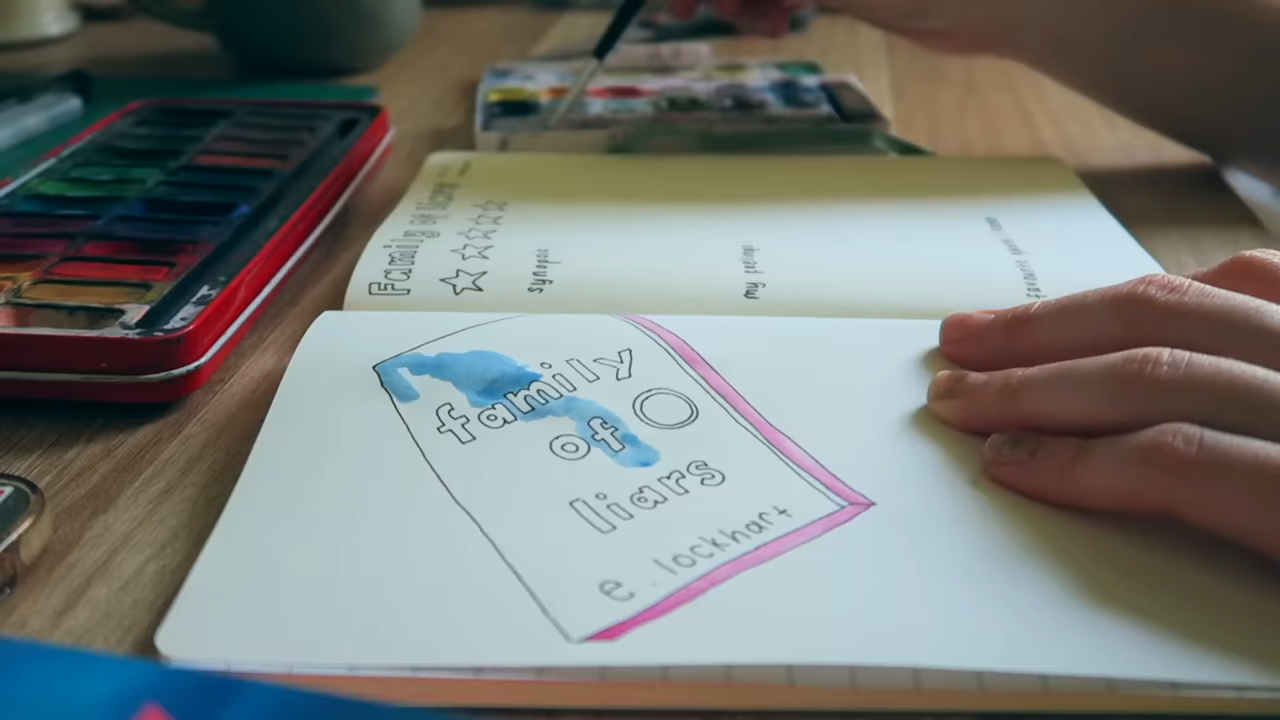 Family of liars
synopsis
my feelings
family
of
liars
e. lockhart